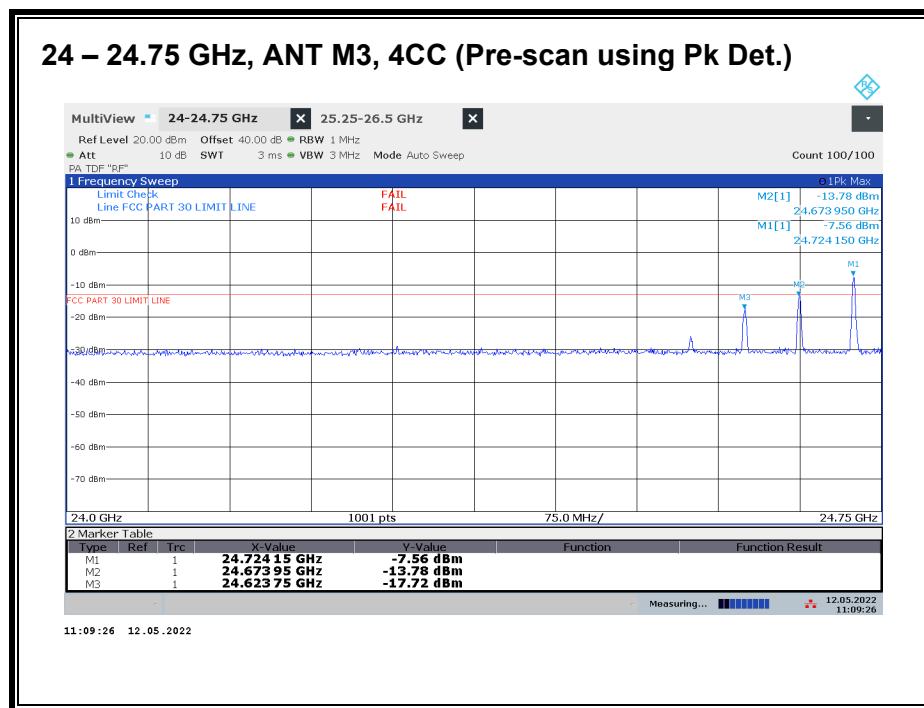 24 – 24.75 GHz, ANT M3, 4CC (Pre-scan using Pk Det.)
R&S
MultiView 24-24.75 GHz X 25.25-26.5 GHz X
Ref Level 20.00 dBm Offset 40.00 dB RBW 1 MHz
Att 10 dB SWT 3 ms VBW 3 MHz Mode Auto Sweep Count 100/100
PA TDF "RF"
1 Frequency Sweep 1Pk Max
Limit Check FAIL M2[1] -13.78 dBm
Line FCC PART 30 LIMIT LINE FAIL 24.673 950 GHz
10 dBm M1[1] -7.56 dBm
24.724 150 GHz
0 dBm
M1
-10 dBm M2
FCC PART 30 LIMIT LINE M3
-20 dBm
-30 dBm
-40 dBm
-50 dBm
-60 dBm
-70 dBm
24.0 GHz 1001 pts 75.0 MHz/ 24.75 GHz
2 Marker Table
Type Ref Trc X-Value Y-Value Function Function Result
M1 1 24.724 15 GHz -7.56 dBm
M2 1 24.673 95 GHz -13.78 dBm
M3 1 24.623 75 GHz -17.72 dBm
Measuring... 12.05.2022
11:09:26
11:09:26 12.05.2022